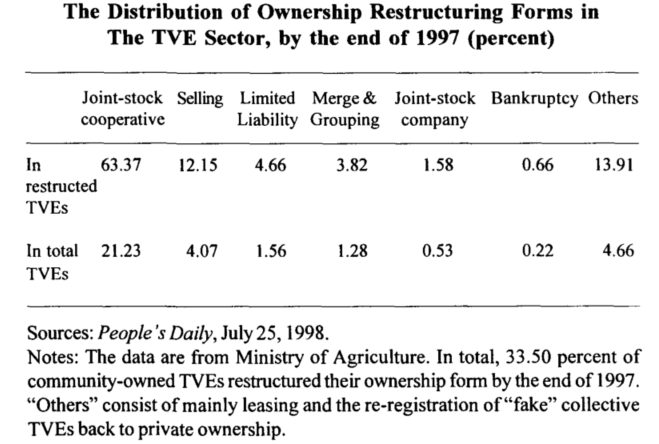 The Distribution of Ownership Restructuring Forms in
The TVE Sector, by the end of 1997 (percent)
Joint-stock Selling Limited Merge & Joint-stock Bankruptcy Others
cooperative Liability Grouping company
In 63.37 12.15 4.66 3.82 1.58 0.66 13.91
restructed
TVEs
In total 21.23 4.07 1.56 1.28 0.53 0.22 4.66
TVEs
Sources: People's Daily, July 25, 1998.
Notes: The data are from Ministry of Agriculture. In total, 33.50 percent of
community-owned TVEs restructured their ownership form by the end of 1997.
“Others” consist of mainly leasing and the re-registration of “fake” collective
TVEs back to private ownership.